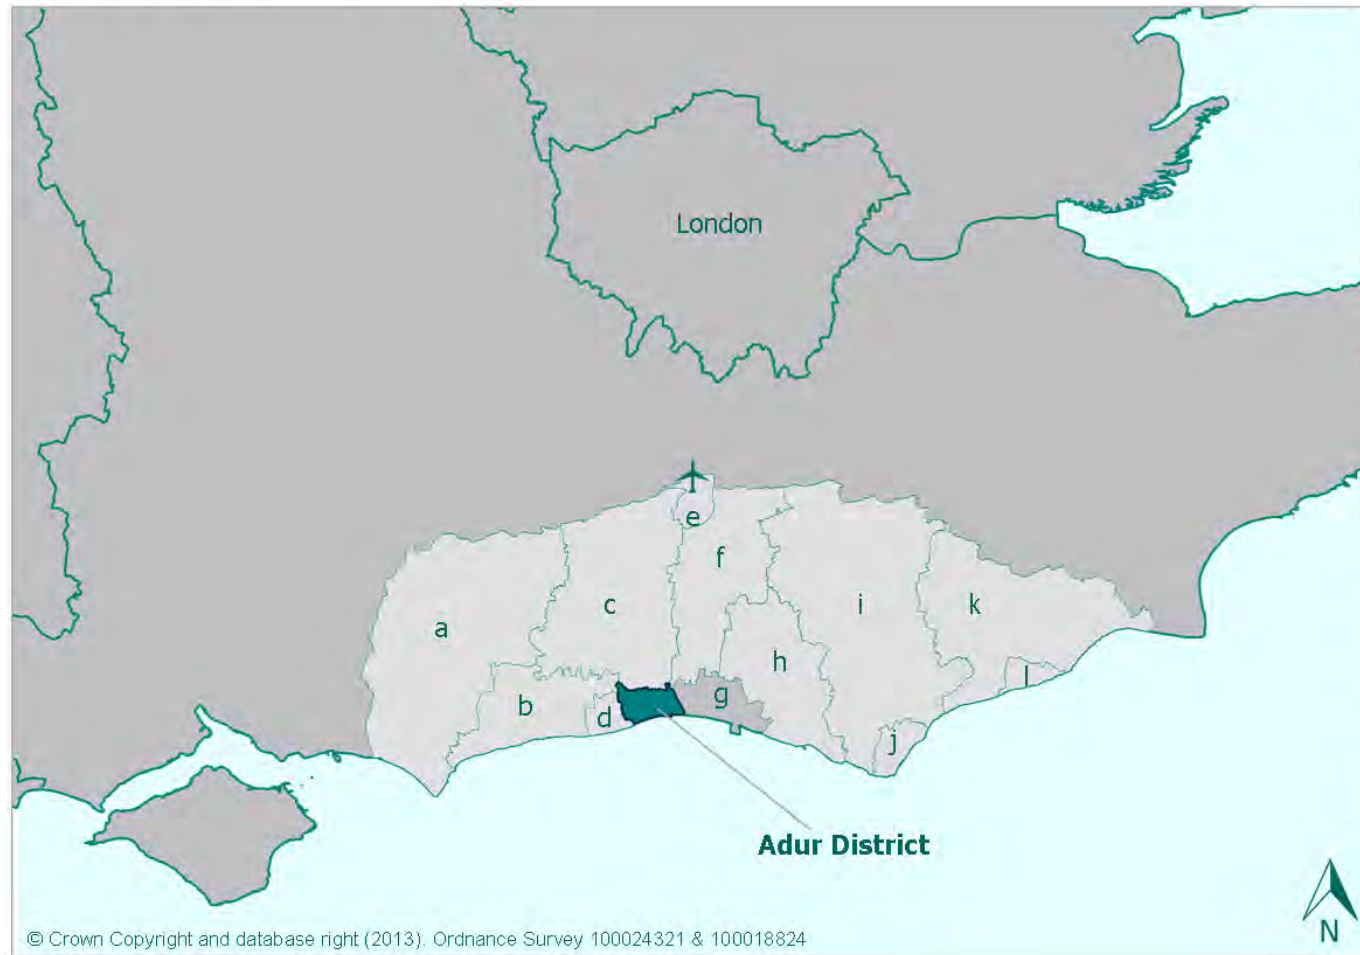 London
e
f
c
i
k
a
h
l
b
g
d
j
Adur District
N
© Crown Copyright and database right (2013). Ordnance Survey 100024321 & 100018824